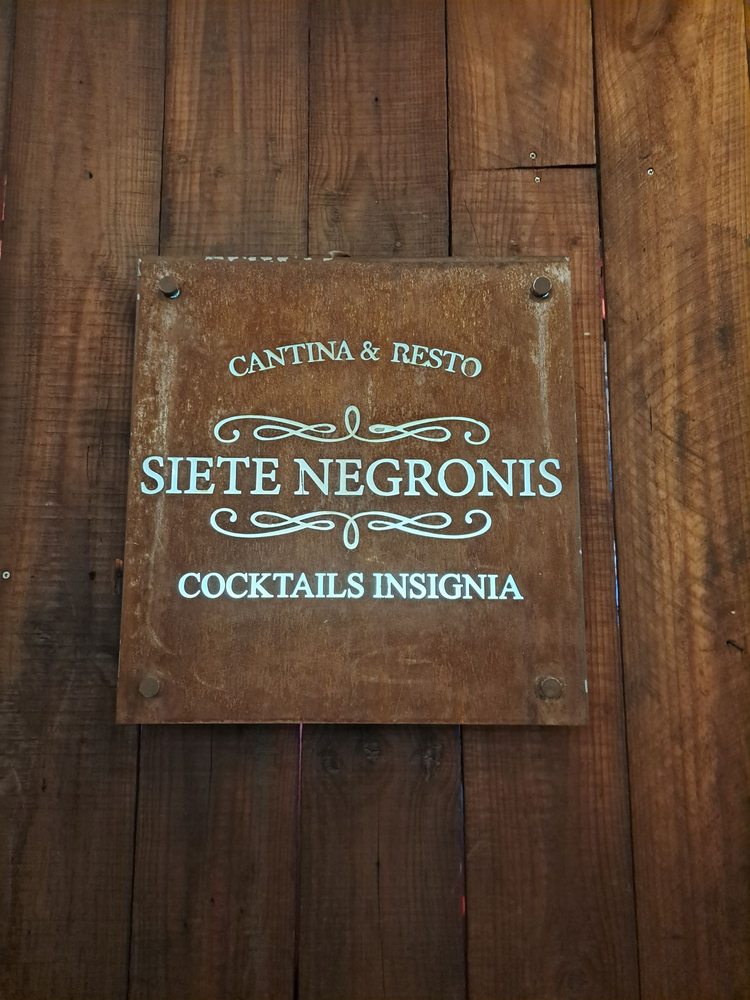 CANTINA & RESTO
SIETE NEGRONIS
COCKTAILS INSIGNIA